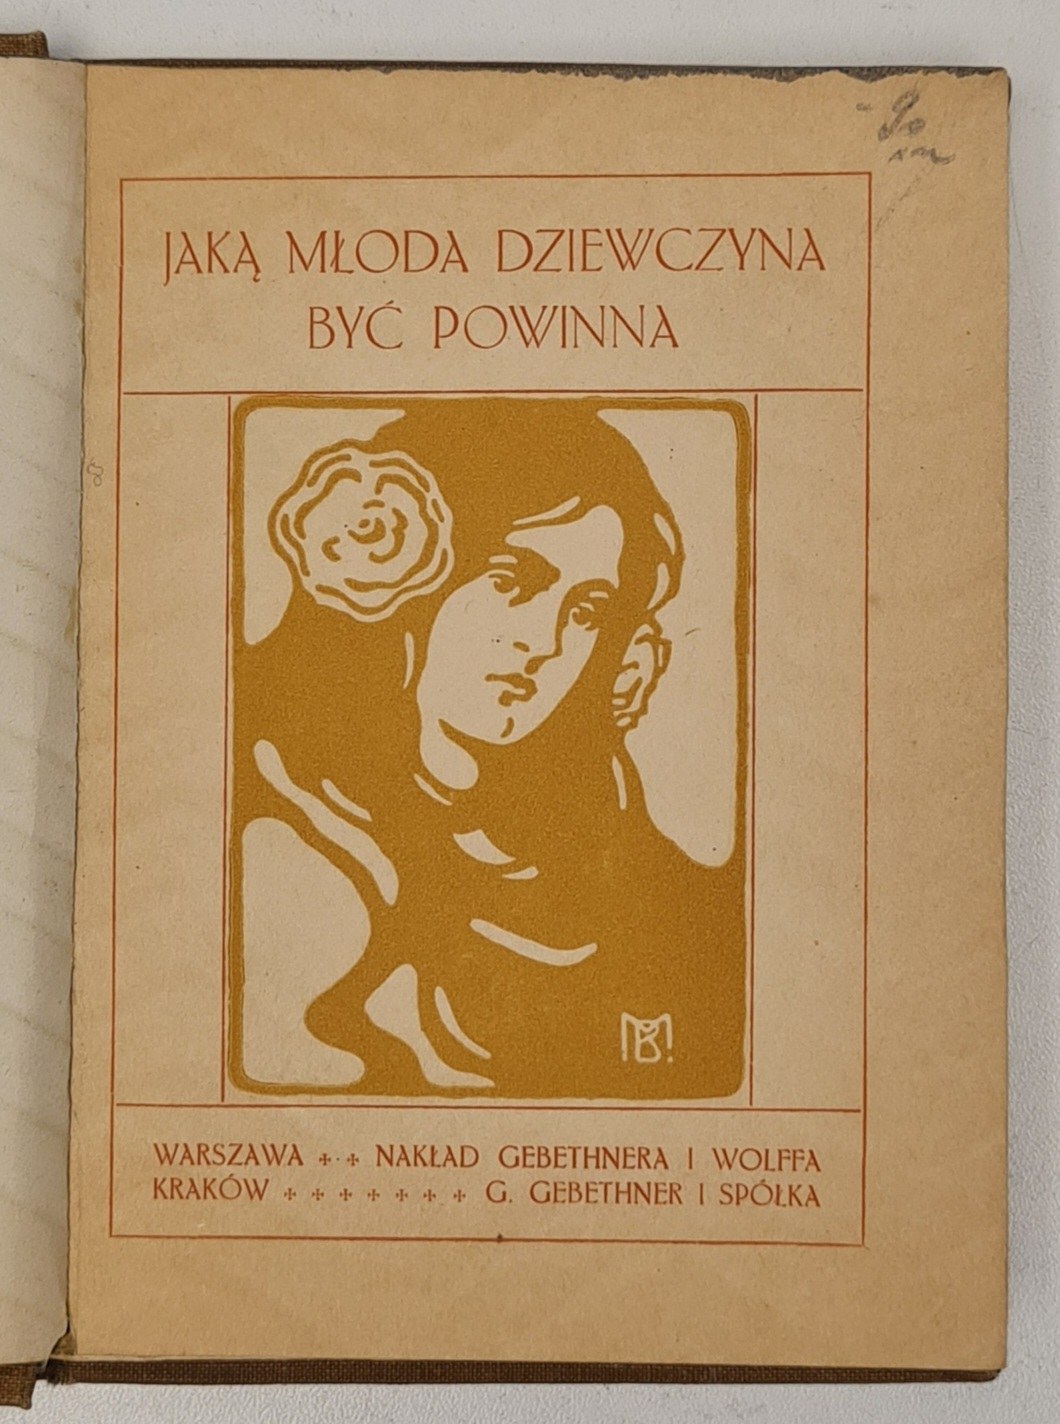 JAKĄ MŁODA DZIEWCZYNA
BYĆ POWINNA
WARSZAWA NAKŁAD GEBETHNERA I WOLFFA
KRAKÓW G. GEBETHNER I SPÓŁKA